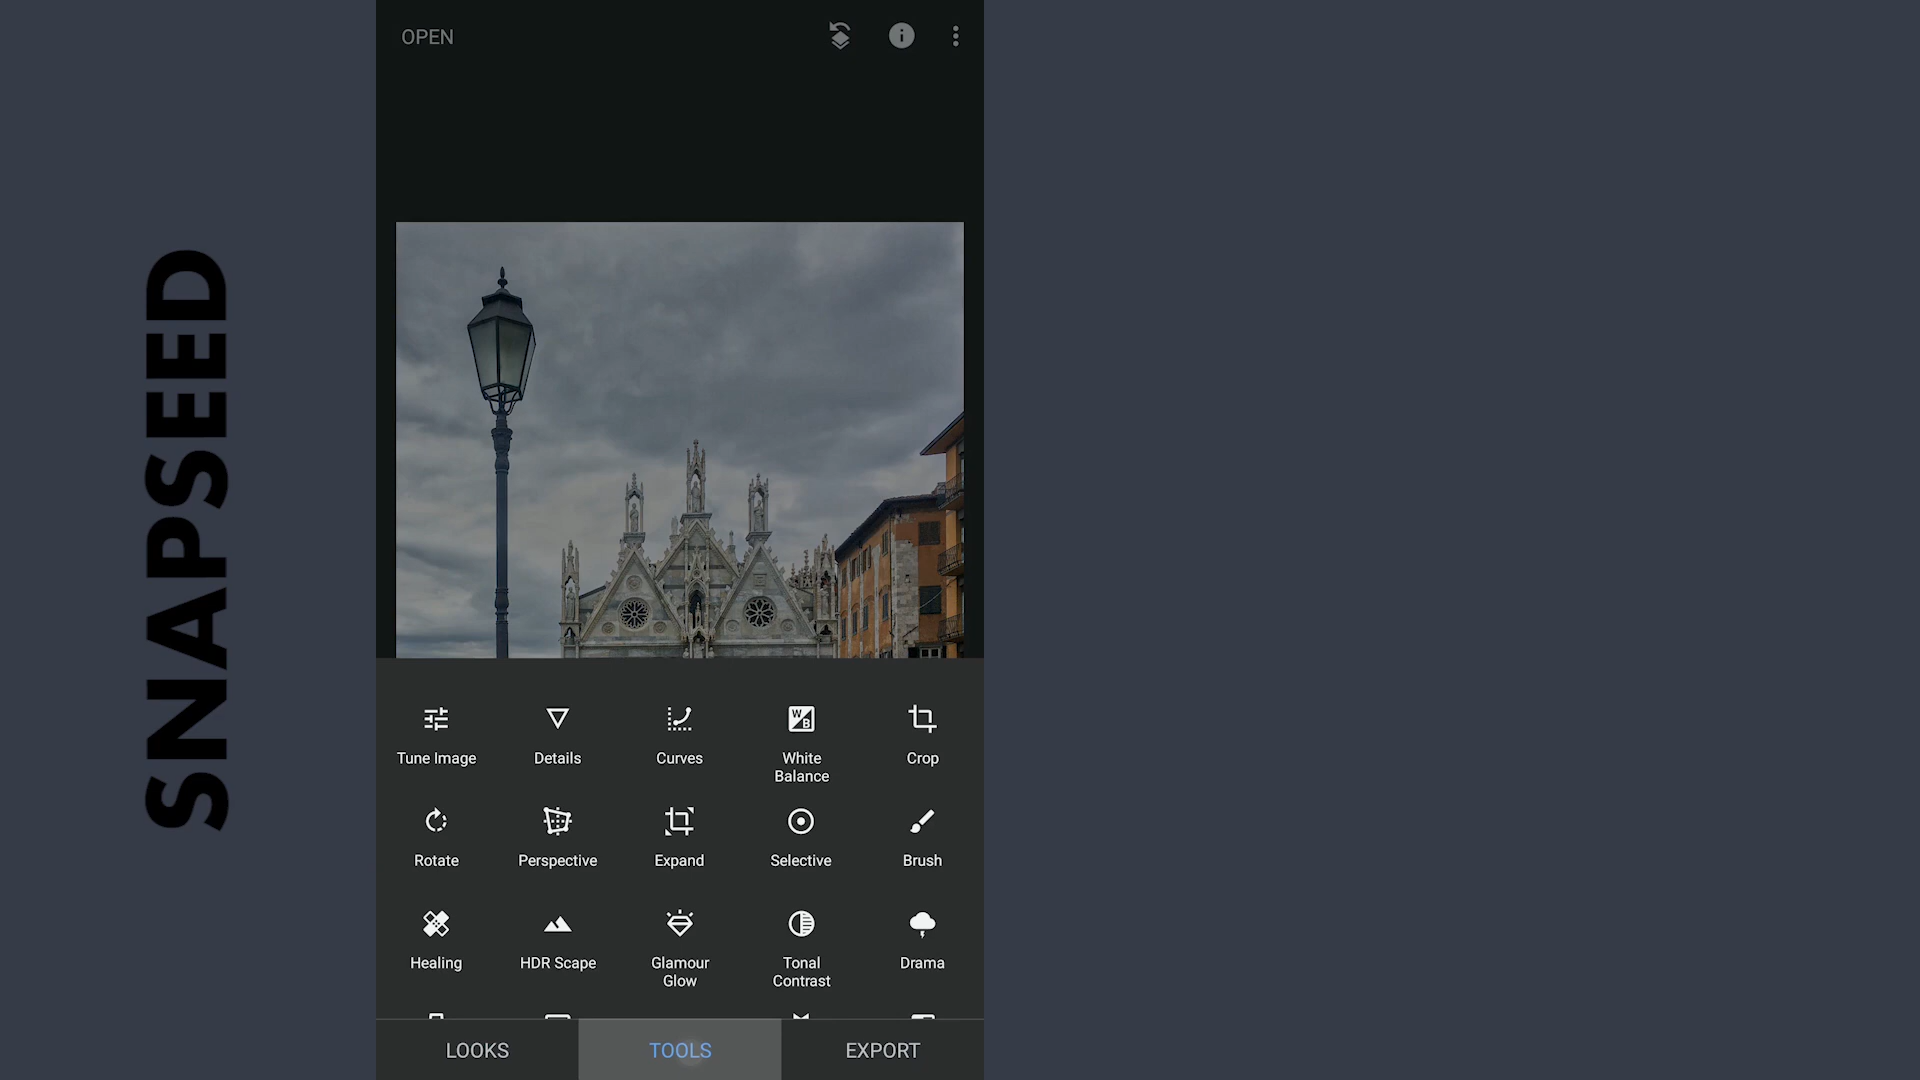 SNAPSEED
OPEN
Tune Image
Details
Curves
White
Balance
Crop
Rotate
Perspective
Expand
Selective
Brush
Healing
HDR Scape
Glamour
Glow
Tonal
Contrast
Drama
LOOKS
TOOLS
EXPORT